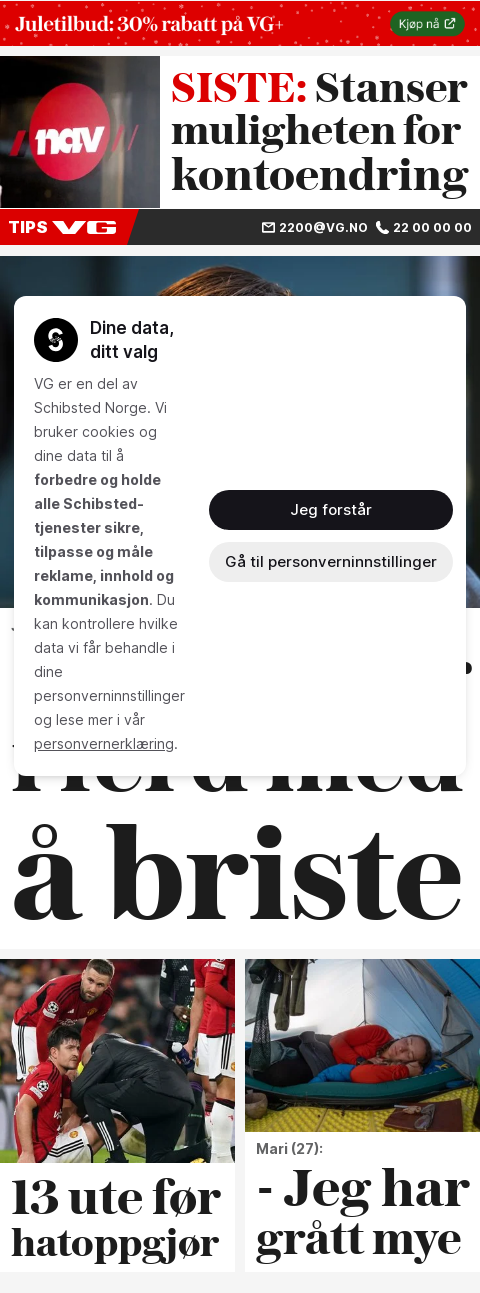 Juletilbud: 30% rabatt på VG+
Kjøp nå
nav
SISTE: Stanser
muligheten for
kontoendring
TIPS VG
2200@VG.NO 22 00 00 00
Dine data,
ditt valg
VG er en del av
Schibsted Norge. Vi
bruker cookies og
dine data til å
forbedre og holde
alle Schibsted-
tjenester sikre,
tilpasse og måle
reklame, innhold og
kommunikasjon. Du
kan kontrollere hvilke
data vi får behandle i
dine
personverninnstillinger
og lese mer i vår
personvernerklæring.
Jeg forstår
Gå til personverninnstillinger
med
å briste
13 ute før
hatoppgjør
Mari (27):
- Jeg har
grått mye